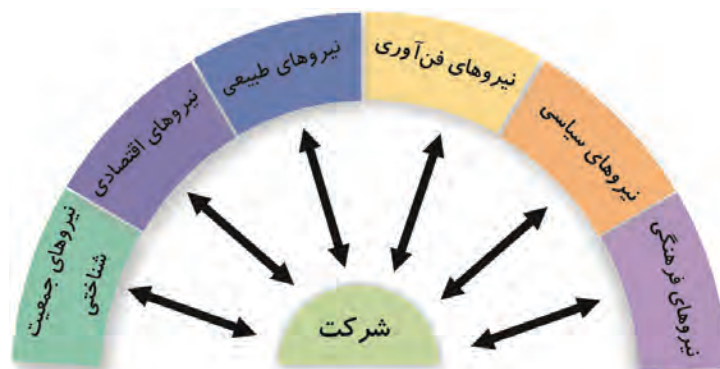 نیروهای فرهنگی
نیروهای سیاسی
نیروهای فن‌آوری
نیروهای طبیعی
نیروهای اقتصادی
نیروهای جمعیت
شناختی
شرکت